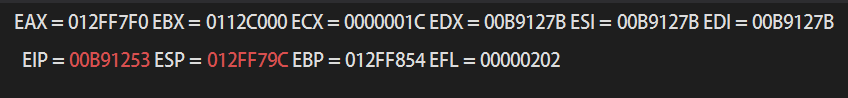 EAX = 012FF7F0 EBX = 0112C000 ECX = 0000001C EDX = 00B9127B ESI = 00B9127B EDI = 00B9127B
EIP = 00B91253 ESP = 012FF79C EBP = 012FF854 EFL = 00000202